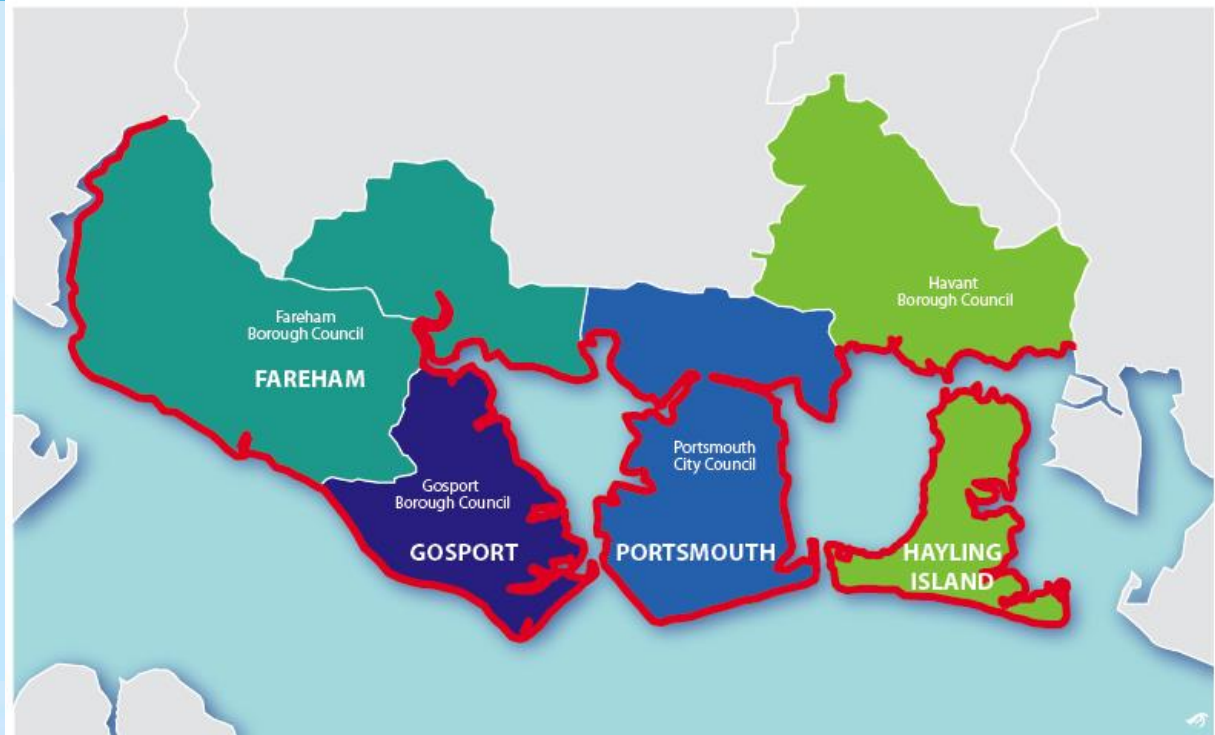 Havant
Borough Council
Fareham
Borough Council
FAREHAM
Portsmouth
City Council
Gosport
Borough Council
GOSPORT
PORTSMOUTH
HAYLING
ISLAND